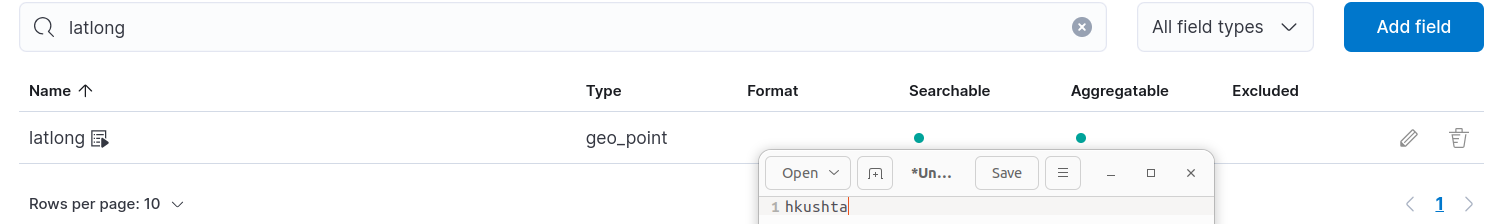 latlong
All field types
Add field
Name Type Format Searchable Aggregatable Excluded
latlong geo_point
Open *Un... Save
Rows per page: 10 1
1 hkushta